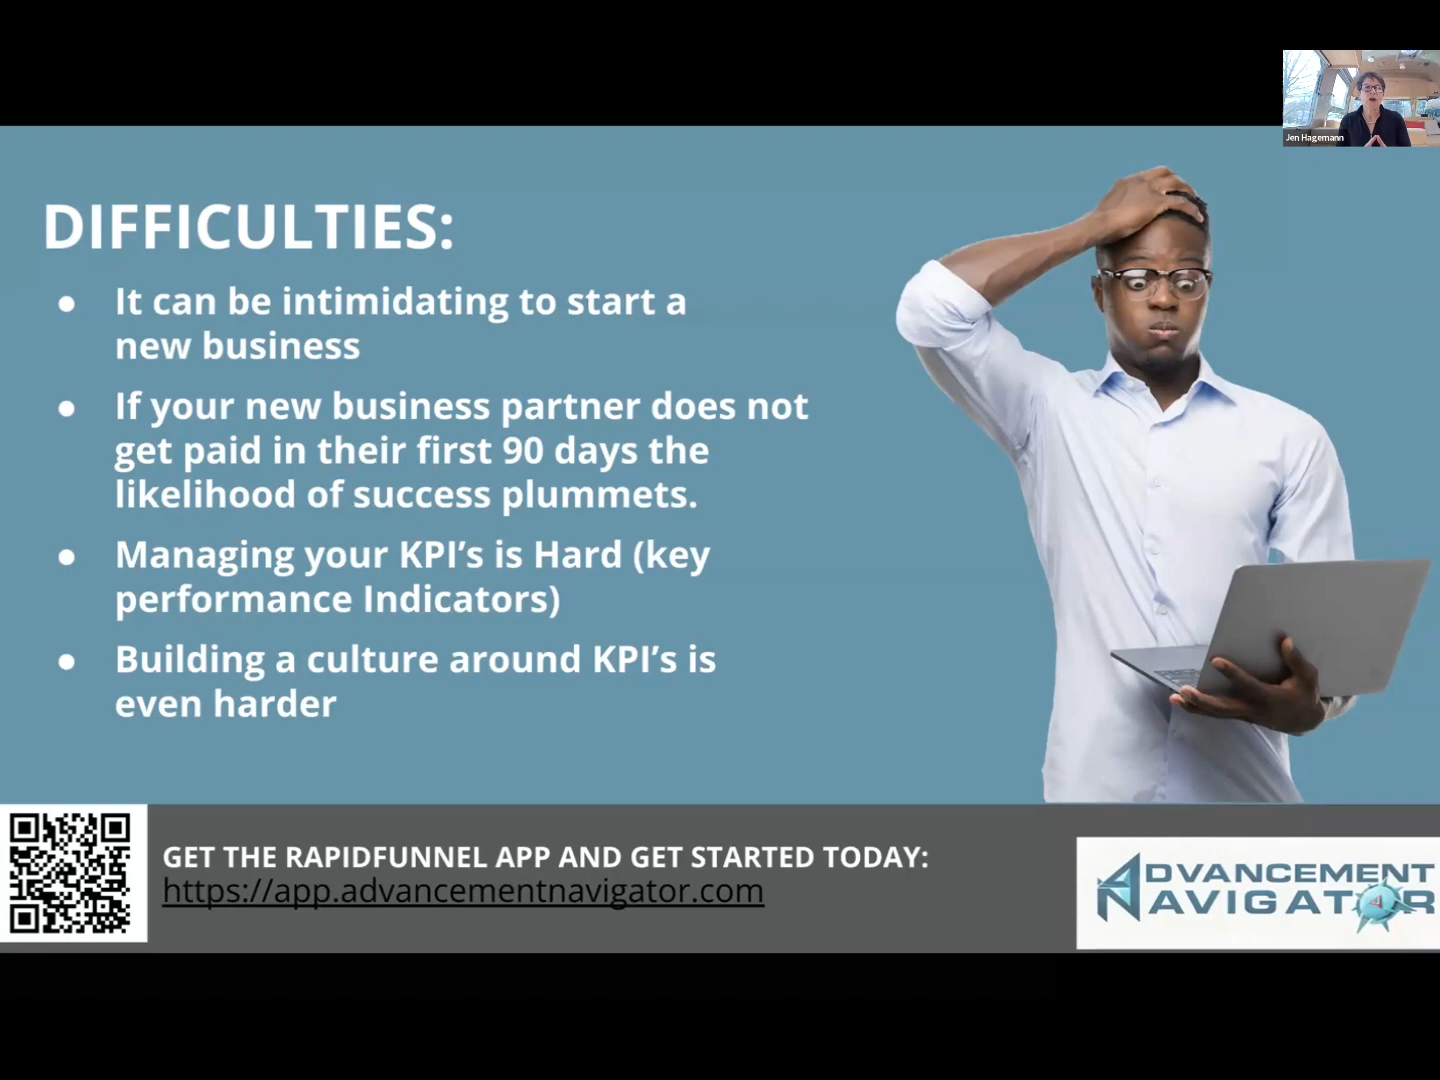 Jen Hagemann
DIFFICULTIES:
● It can be intimidating to start a
new business
● If your new business partner does not
get paid in their first 90 days the
likelihood of success plummets.
● Managing your KPI’s is Hard (key
performance Indicators)
● Building a culture around KPI’s is
even harder
GET THE RAPIDFUNNEL APP AND GET STARTED TODAY:
https://app.advancementnavigator.com
ADVANCEMENT
NAVIGATOR